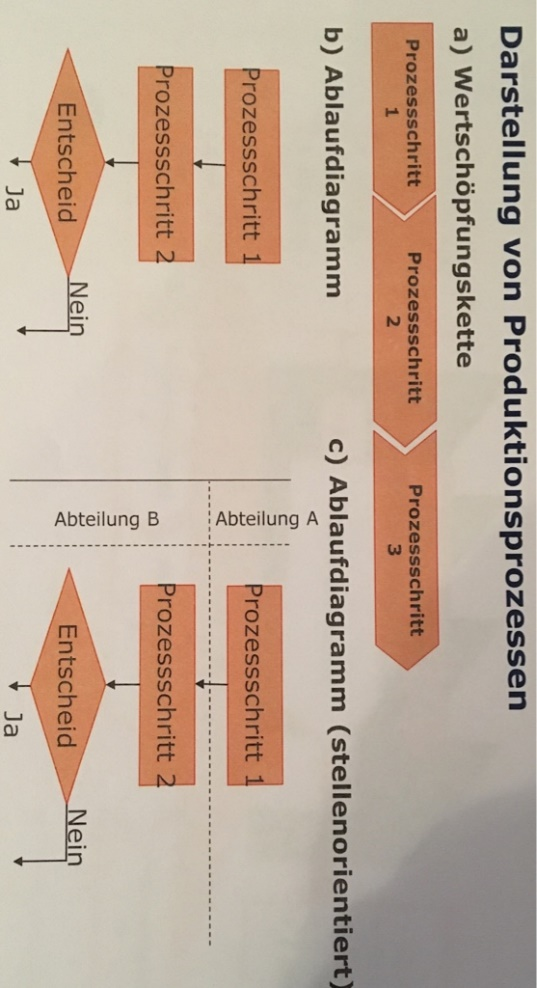 Darstellung von Produktionsprozessen
a) Wertschöpfungskette
Prozessschritt
1
Prozessschritt
2
Prozessschritt
3
b) Ablaufdiagramm
Prozessschritt 1
Prozessschritt 2
Entscheid
Nein
Ja
c) Ablaufdiagramm (stellenorientiert)
Abteilung A
Prozessschritt 1
Abteilung B
Prozessschritt 2
Entscheid
Nein
Ja